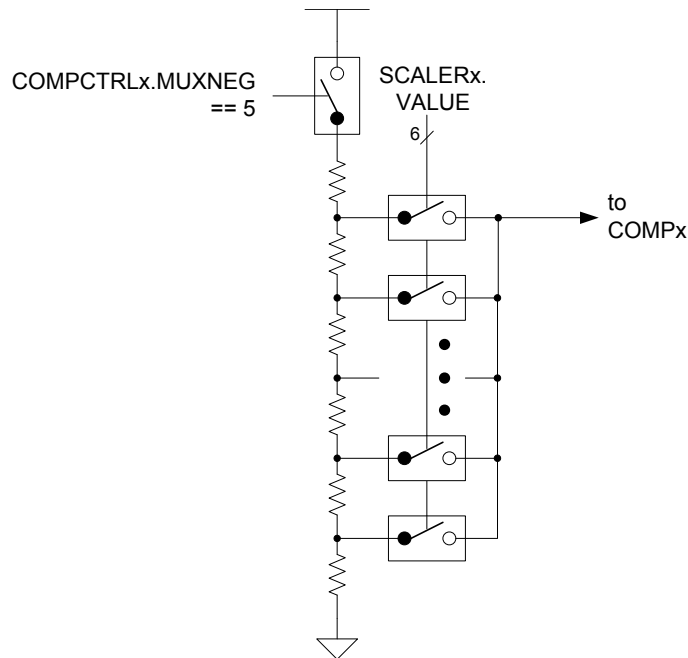 COMPCTRLx.MUXNEG
== 5
SCALERx.
VALUE
6
to
COMPx